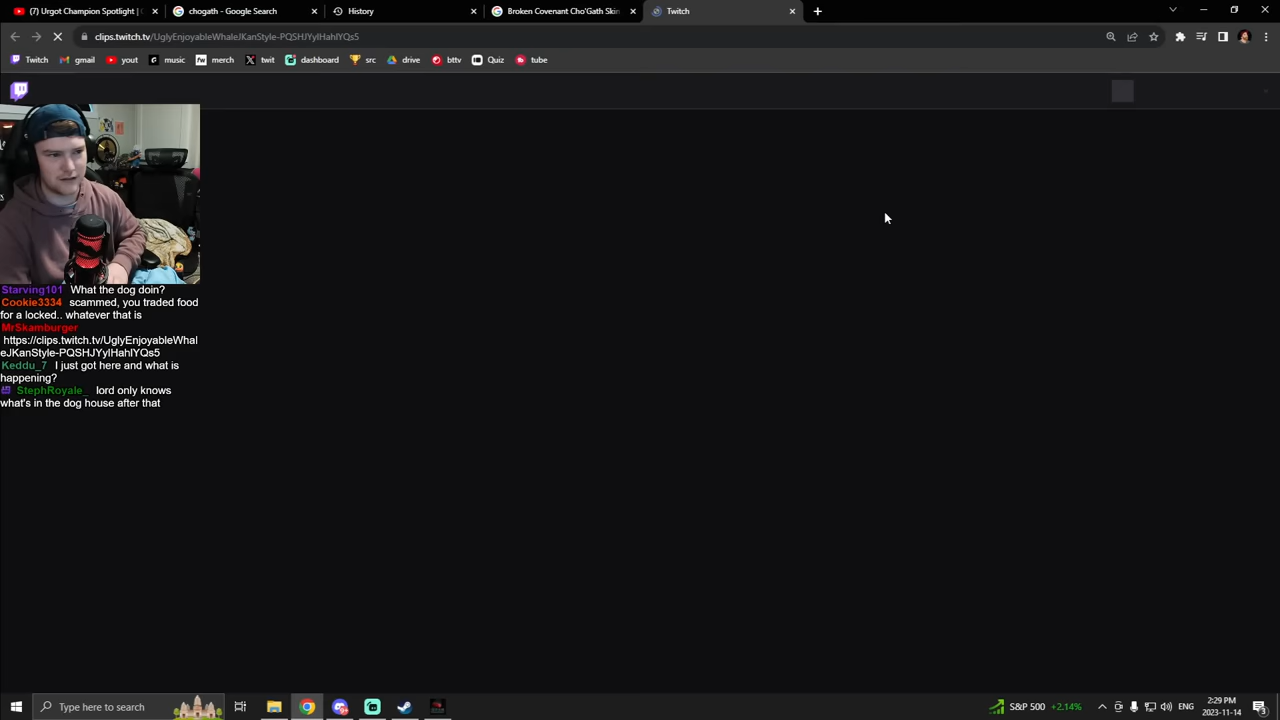 (7) Urgot Champion Spotlight |
chogath - Google Search
History
Broken Covenant Cho'Gath Skin
Twitch
clips.twitch.tv/UglyEnjoyableWhaleJKanStyle-PQSHJYylHahlYQs5
Twitch
gmail
yout
music
merch
twit
dashboard
src
drive
bttv
Quiz
tube
Starving101 What the dog doin?
Cookie3334 scammed, you traded food
for a locked.. whatever that is
MrSkamburger
https://clips.twitch.tv/UglyEnjoyableWhal
eJKanStyle-PQSHJYylHahlYQs5
Keddu_7 I just got here and what is
happening?
StephRoyale_ lord only knows
what's in the dog house after that
Type here to search
S&P 500 +2.14%
ENG
2:29 PM
2023-11-14